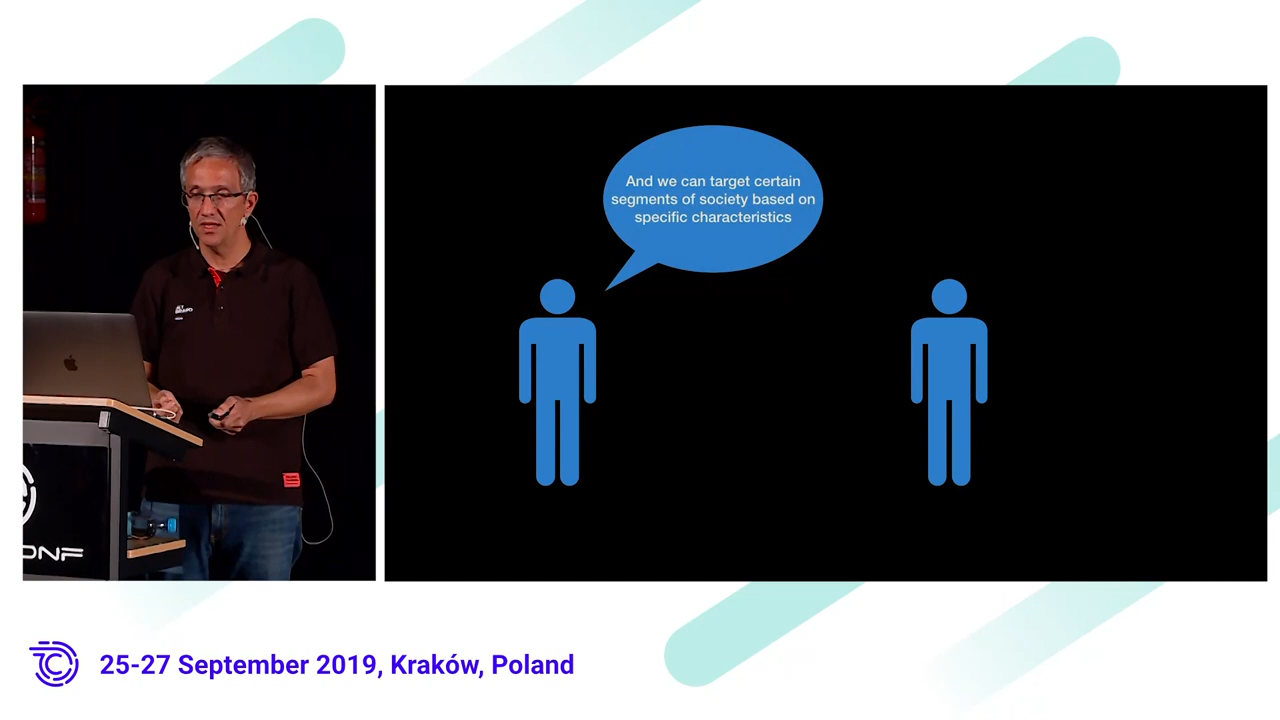 And we can target certain
segments of society based on
specific characteristics
25-27 September 2019, Kraków, Poland